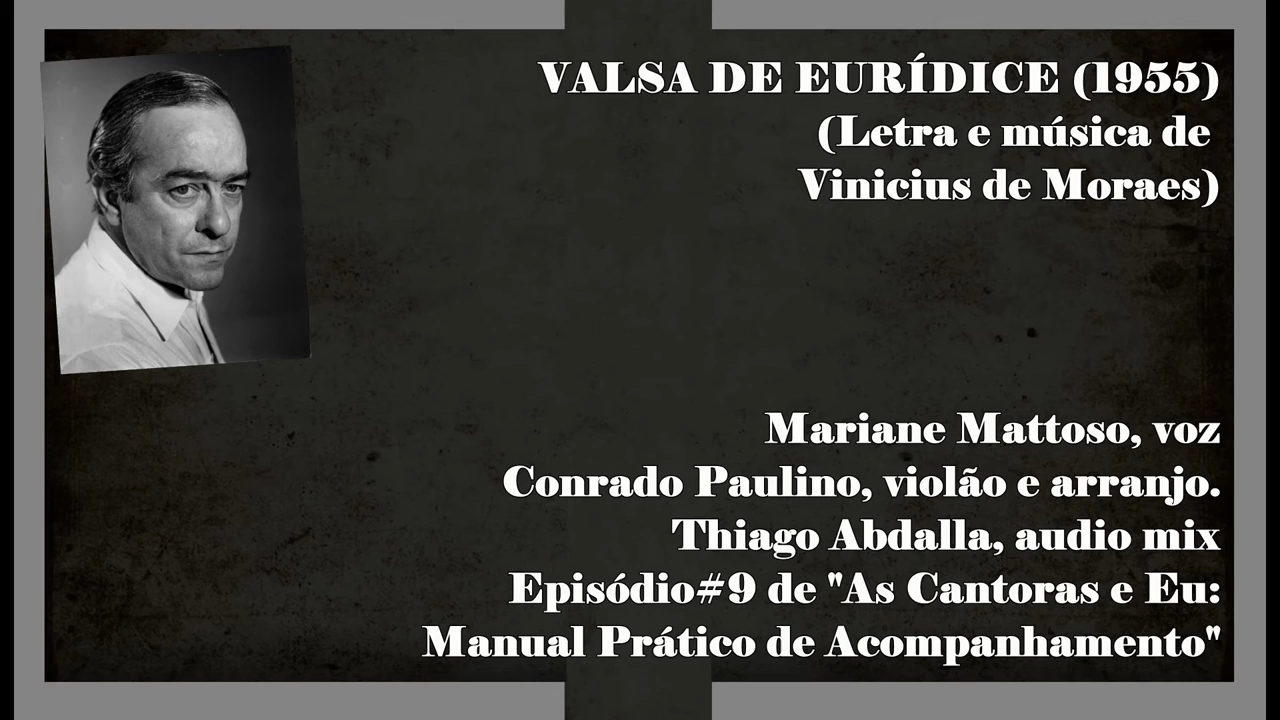 VALSA DE EURÍDICE (1955)
(Letra e música de
Vinicius de Moraes)
Mariane Mattoso, voz
Conrado Paulino, violão e arranjo.
Thiago Abdalla, audio mix
Episódio#9 de "As Cantoras e Eu:
Manual Prático de Acompanhamento"